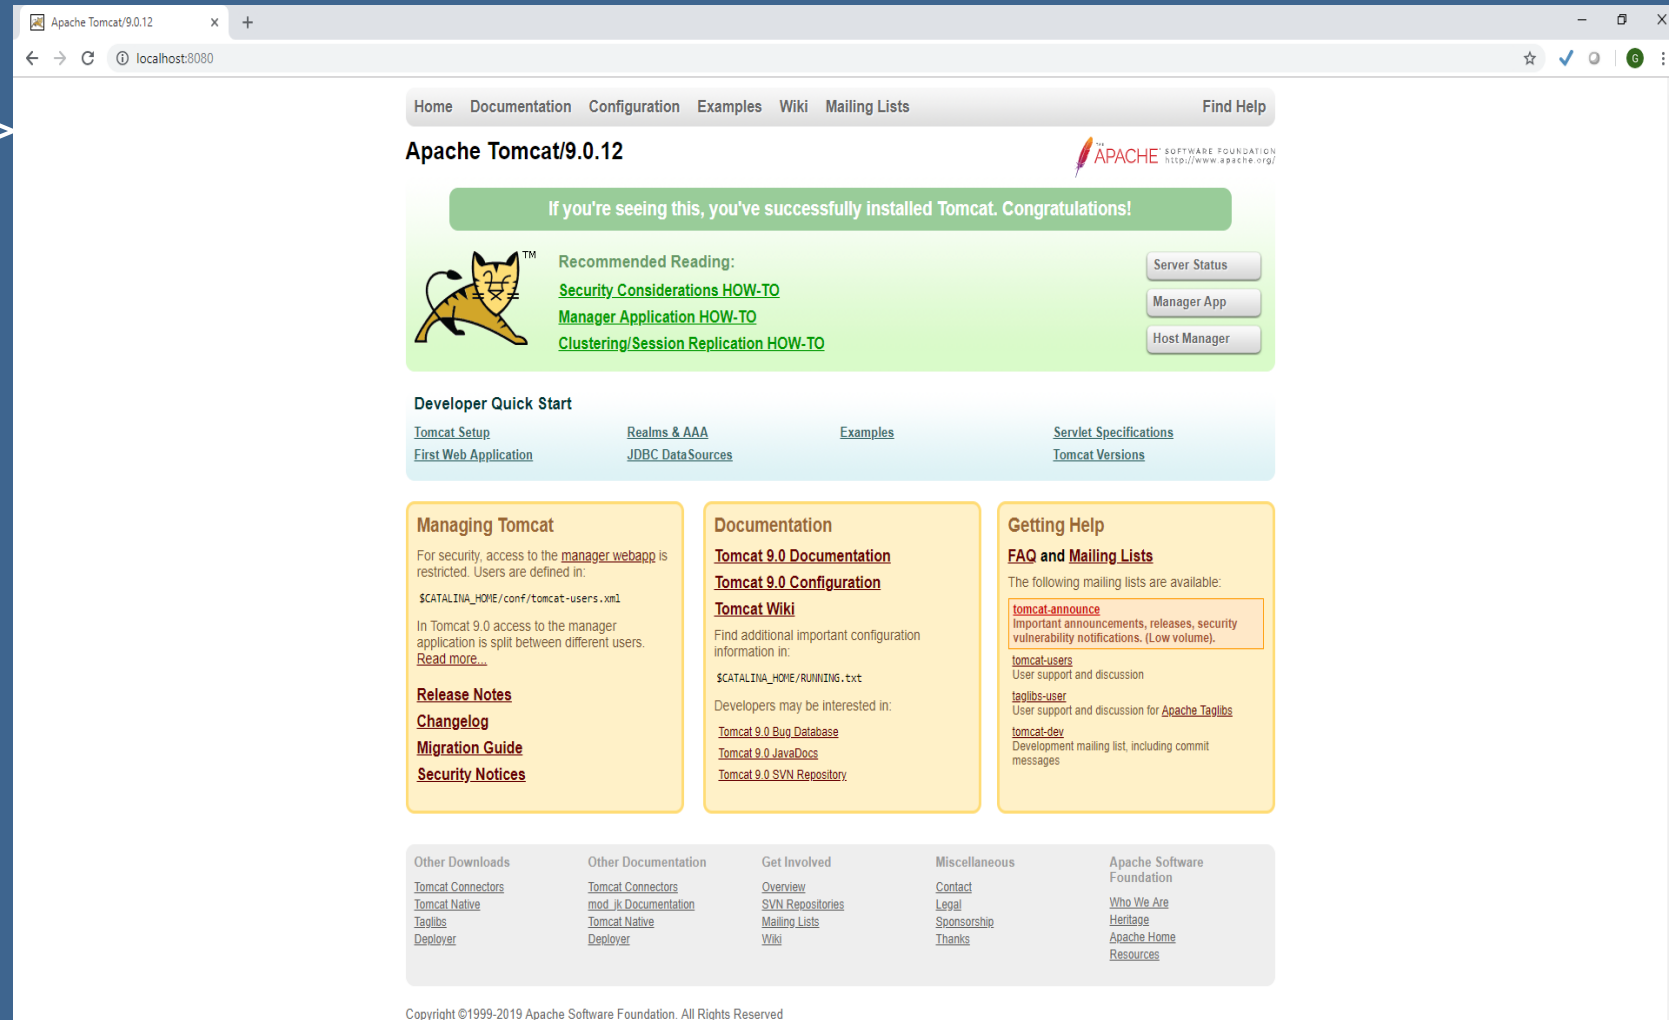 Apache Tomcat/9.0.12
localhost:8080
G
>
Home Documentation Configuration Examples Wiki Mailing Lists Find Help
Apache Tomcat/9.0.12
THE
APACHE SOFTWARE FOUNDATION
http://www.apache.org/
If you're seeing this, you've successfully installed Tomcat. Congratulations!
TM
Recommended Reading:
Security Considerations HOW-TO
Manager Application HOW-TO
Clustering/Session Replication HOW-TO
Server Status
Manager App
Host Manager
Developer Quick Start
Tomcat Setup
First Web Application
Realms & AAA
JDBC DataSources
Examples
Servlet Specifications
Tomcat Versions
Managing Tomcat
For security, access to the manager webapp is
restricted. Users are defined in:
$CATALINA_HOME/conf/tomcat-users.xml
In Tomcat 9.0 access to the manager
application is split between different users.
Read more...
Release Notes
Changelog
Migration Guide
Security Notices
Documentation
Tomcat 9.0 Documentation
Tomcat 9.0 Configuration
Tomcat Wiki
Find additional important configuration
information in:
$CATALINA_HOME/RUNNING.txt
Developers may be interested in:
Tomcat 9.0 Bug Database
Tomcat 9.0 JavaDocs
Tomcat 9.0 SVN Repository
Getting Help
FAQ and Mailing Lists
The following mailing lists are available:
tomcat-announce
Important announcements, releases, security
vulnerability notifications. (Low volume).
tomcat-users
User support and discussion
taglibs-user
User support and discussion for Apache Taglibs
tomcat-dev
Development mailing list, including commit
messages
Other Downloads
Tomcat Connectors
Tomcat Native
Taglibs
Deployer
Other Documentation
Tomcat Connectors
mod_jk Documentation
Tomcat Native
Deployer
Get Involved
Overview
SVN Repositories
Mailing Lists
Wiki
Miscellaneous
Contact
Legal
Sponsorship
Thanks
Apache Software
Foundation
Who We Are
Heritage
Apache Home
Resources
Copyright ©1999-2019 Apache Software Foundation. All Rights Reserved